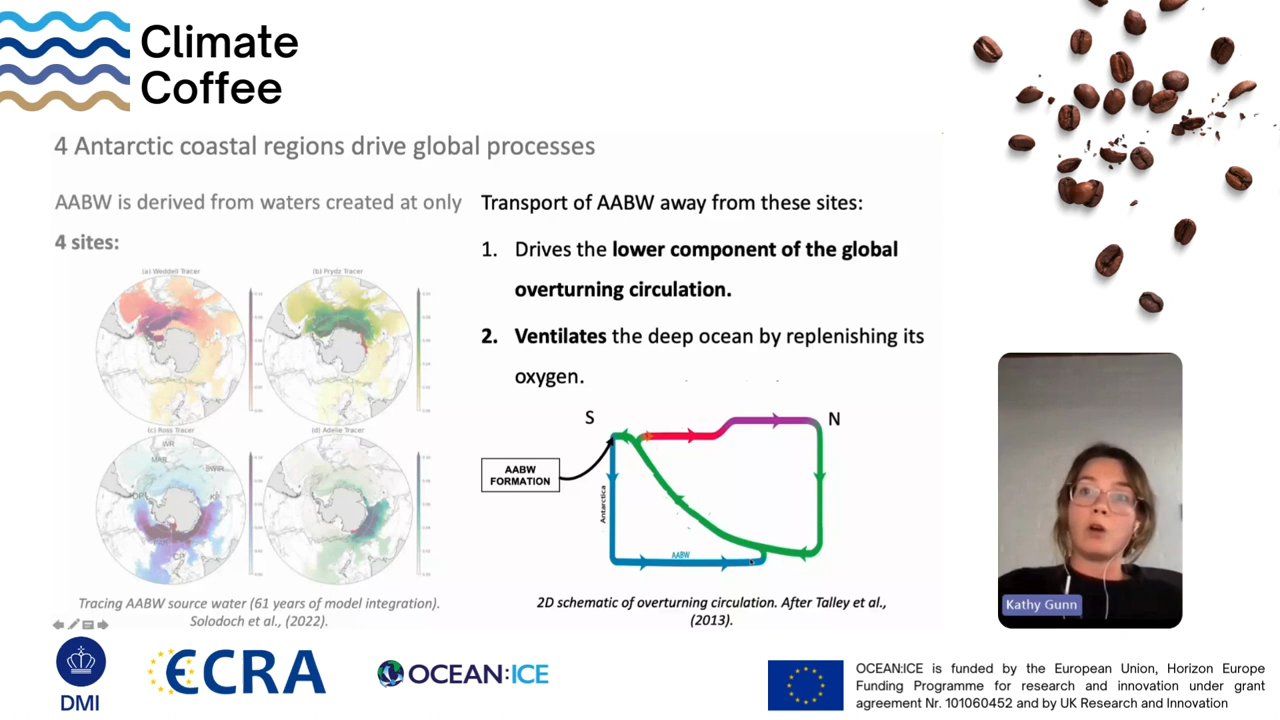 Climate
Coffee
4 Antarctic coastal regions drive global processes
AABW is derived from waters created at only
4 sites:
(a) Weddell Tracer
(b) Prydz Tracer
(c) Ross Tracer
(d) Adelie Tracer
WR
MAR
SWIR
KP
CP
Tracing AABW source water (61 years of model integration).
Solodoch et al., (2022).
Transport of AABW away from these sites:
1. Drives the lower component of the global
overturning circulation.
2. Ventilates the deep ocean by replenishing its
oxygen.
S
N
AABW
FORMATION
Antarctica
AABW
2D schematic of overturning circulation. After Talley et al.,
(2013).
Kathy Gunn
DMI
ECRA
OCEAN:ICE
OCEAN:ICE is funded by the European Union, Horizon Europe
Funding Programme for research and innovation under grant
agreement Nr. 101060452 and by UK Research and Innovation